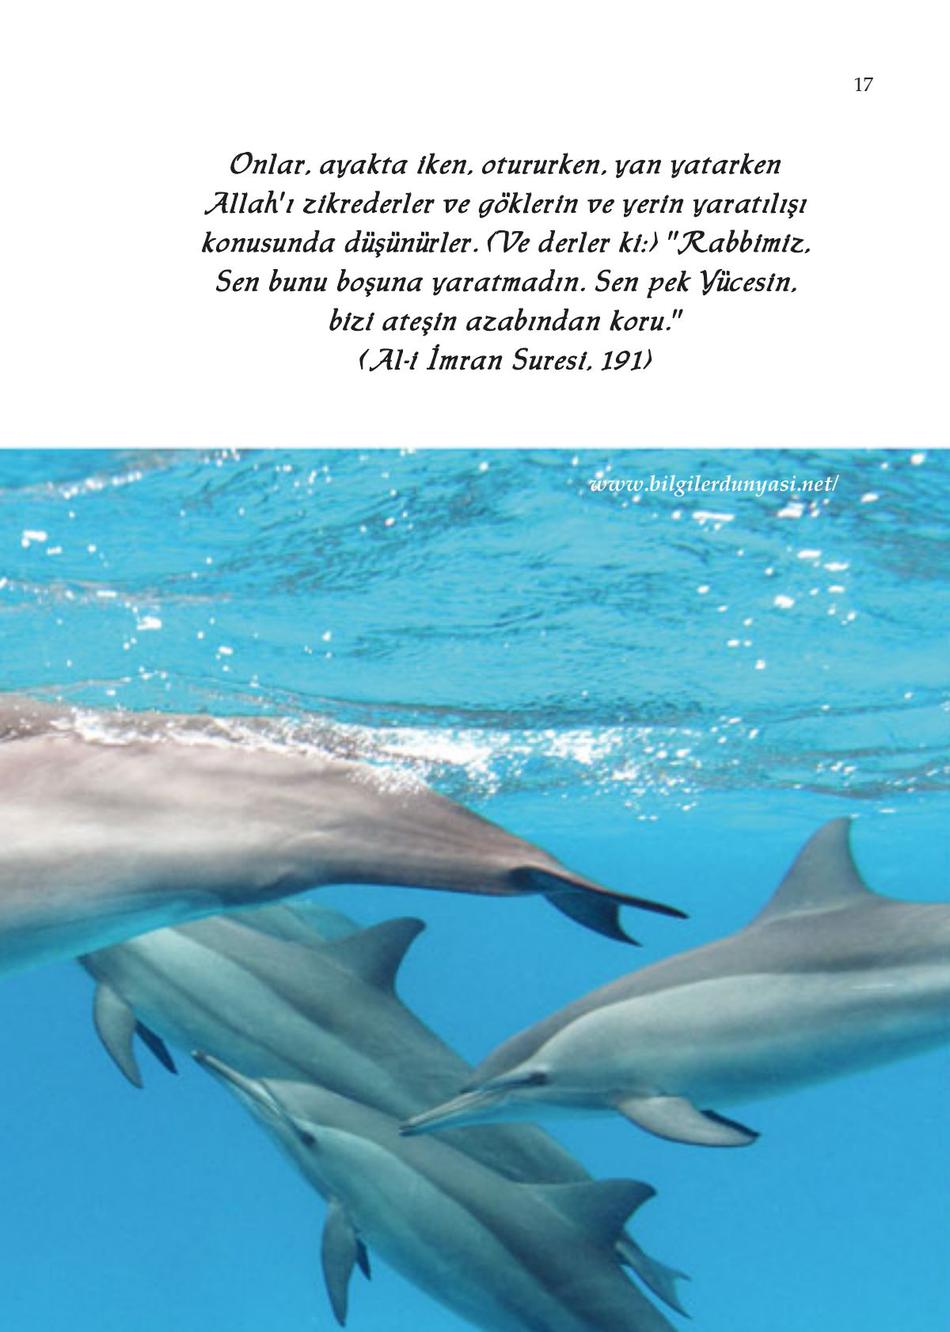 17
Onlar, ayakta iken, otururken, yan yatarken
Allah'ı zikrederler ve göklerin ve yerin yaratılışı
konusunda düşünürler. (Ve derler ki:) "Rabbimiz,
Sen bunu boşuna yaratmadın. Sen pek Yücesin,
bizi ateşin azabından koru."
(Al-i İmran Suresi, 191)
www.bilgilerdunyasi.net/